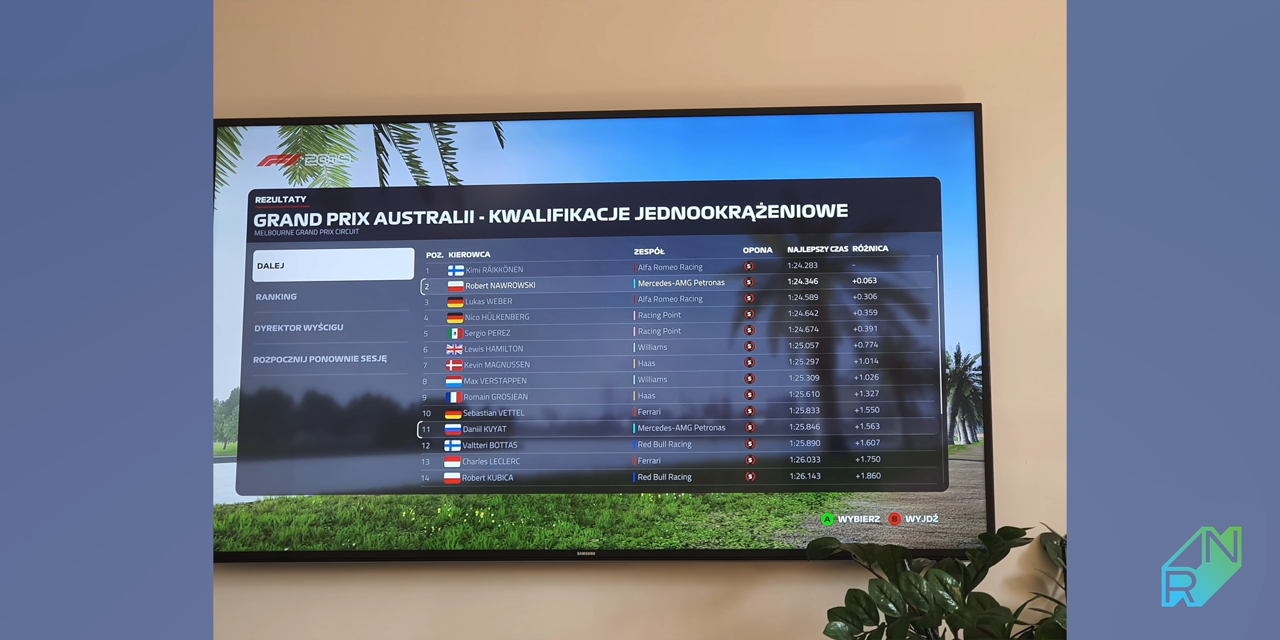 F1 2019
REZULTATY
GRAND PRIX AUSTRALII - KWALIFIKACJE JEDNOOKRĄŻENIOWE
MELBOURNE GRAND PRIX CIRCUIT
DALEJ
RANKING
DYREKTOR WYŚCIGU
ROZPOCZNIJ PONOWNIE SESJĘ
POZ. KIEROWCA ZESPÓŁ OPONA NAJLEPSZY CZAS RÓŻNICA
1 Kimi RÄIKKÖNEN Alfa Romeo Racing S 1:24.283 -
2 Robert NAWROWSKI Mercedes-AMG Petronas S 1:24.346 +0.063
3 Lukas WEBER Alfa Romeo Racing S 1:24.589 +0.306
4 Nico HÜLKENBERG Racing Point S 1:24.642 +0.359
5 Sergio PEREZ Racing Point S 1:24.674 +0.391
6 Lewis HAMILTON Williams S 1:25.057 +0.774
7 Kevin MAGNUSSEN Haas S 1:25.297 +1.014
8 Max VERSTAPPEN Williams S 1:25.309 +1.026
9 Romain GROSJEAN Haas S 1:25.610 +1.327
10 Sebastian VETTEL Ferrari S 1:25.833 +1.550
11 Daniil KVYAT Mercedes-AMG Petronas S 1:25.846 +1.563
12 Valtteri BOTTAS Red Bull Racing S 1:25.890 +1.607
13 Charles LECLERC Ferrari S 1:26.033 +1.750
14 Robert KUBICA Red Bull Racing S 1:26.143 +1.860
A WYBIERZ B WYJDŹ
SAMSUNG
RN